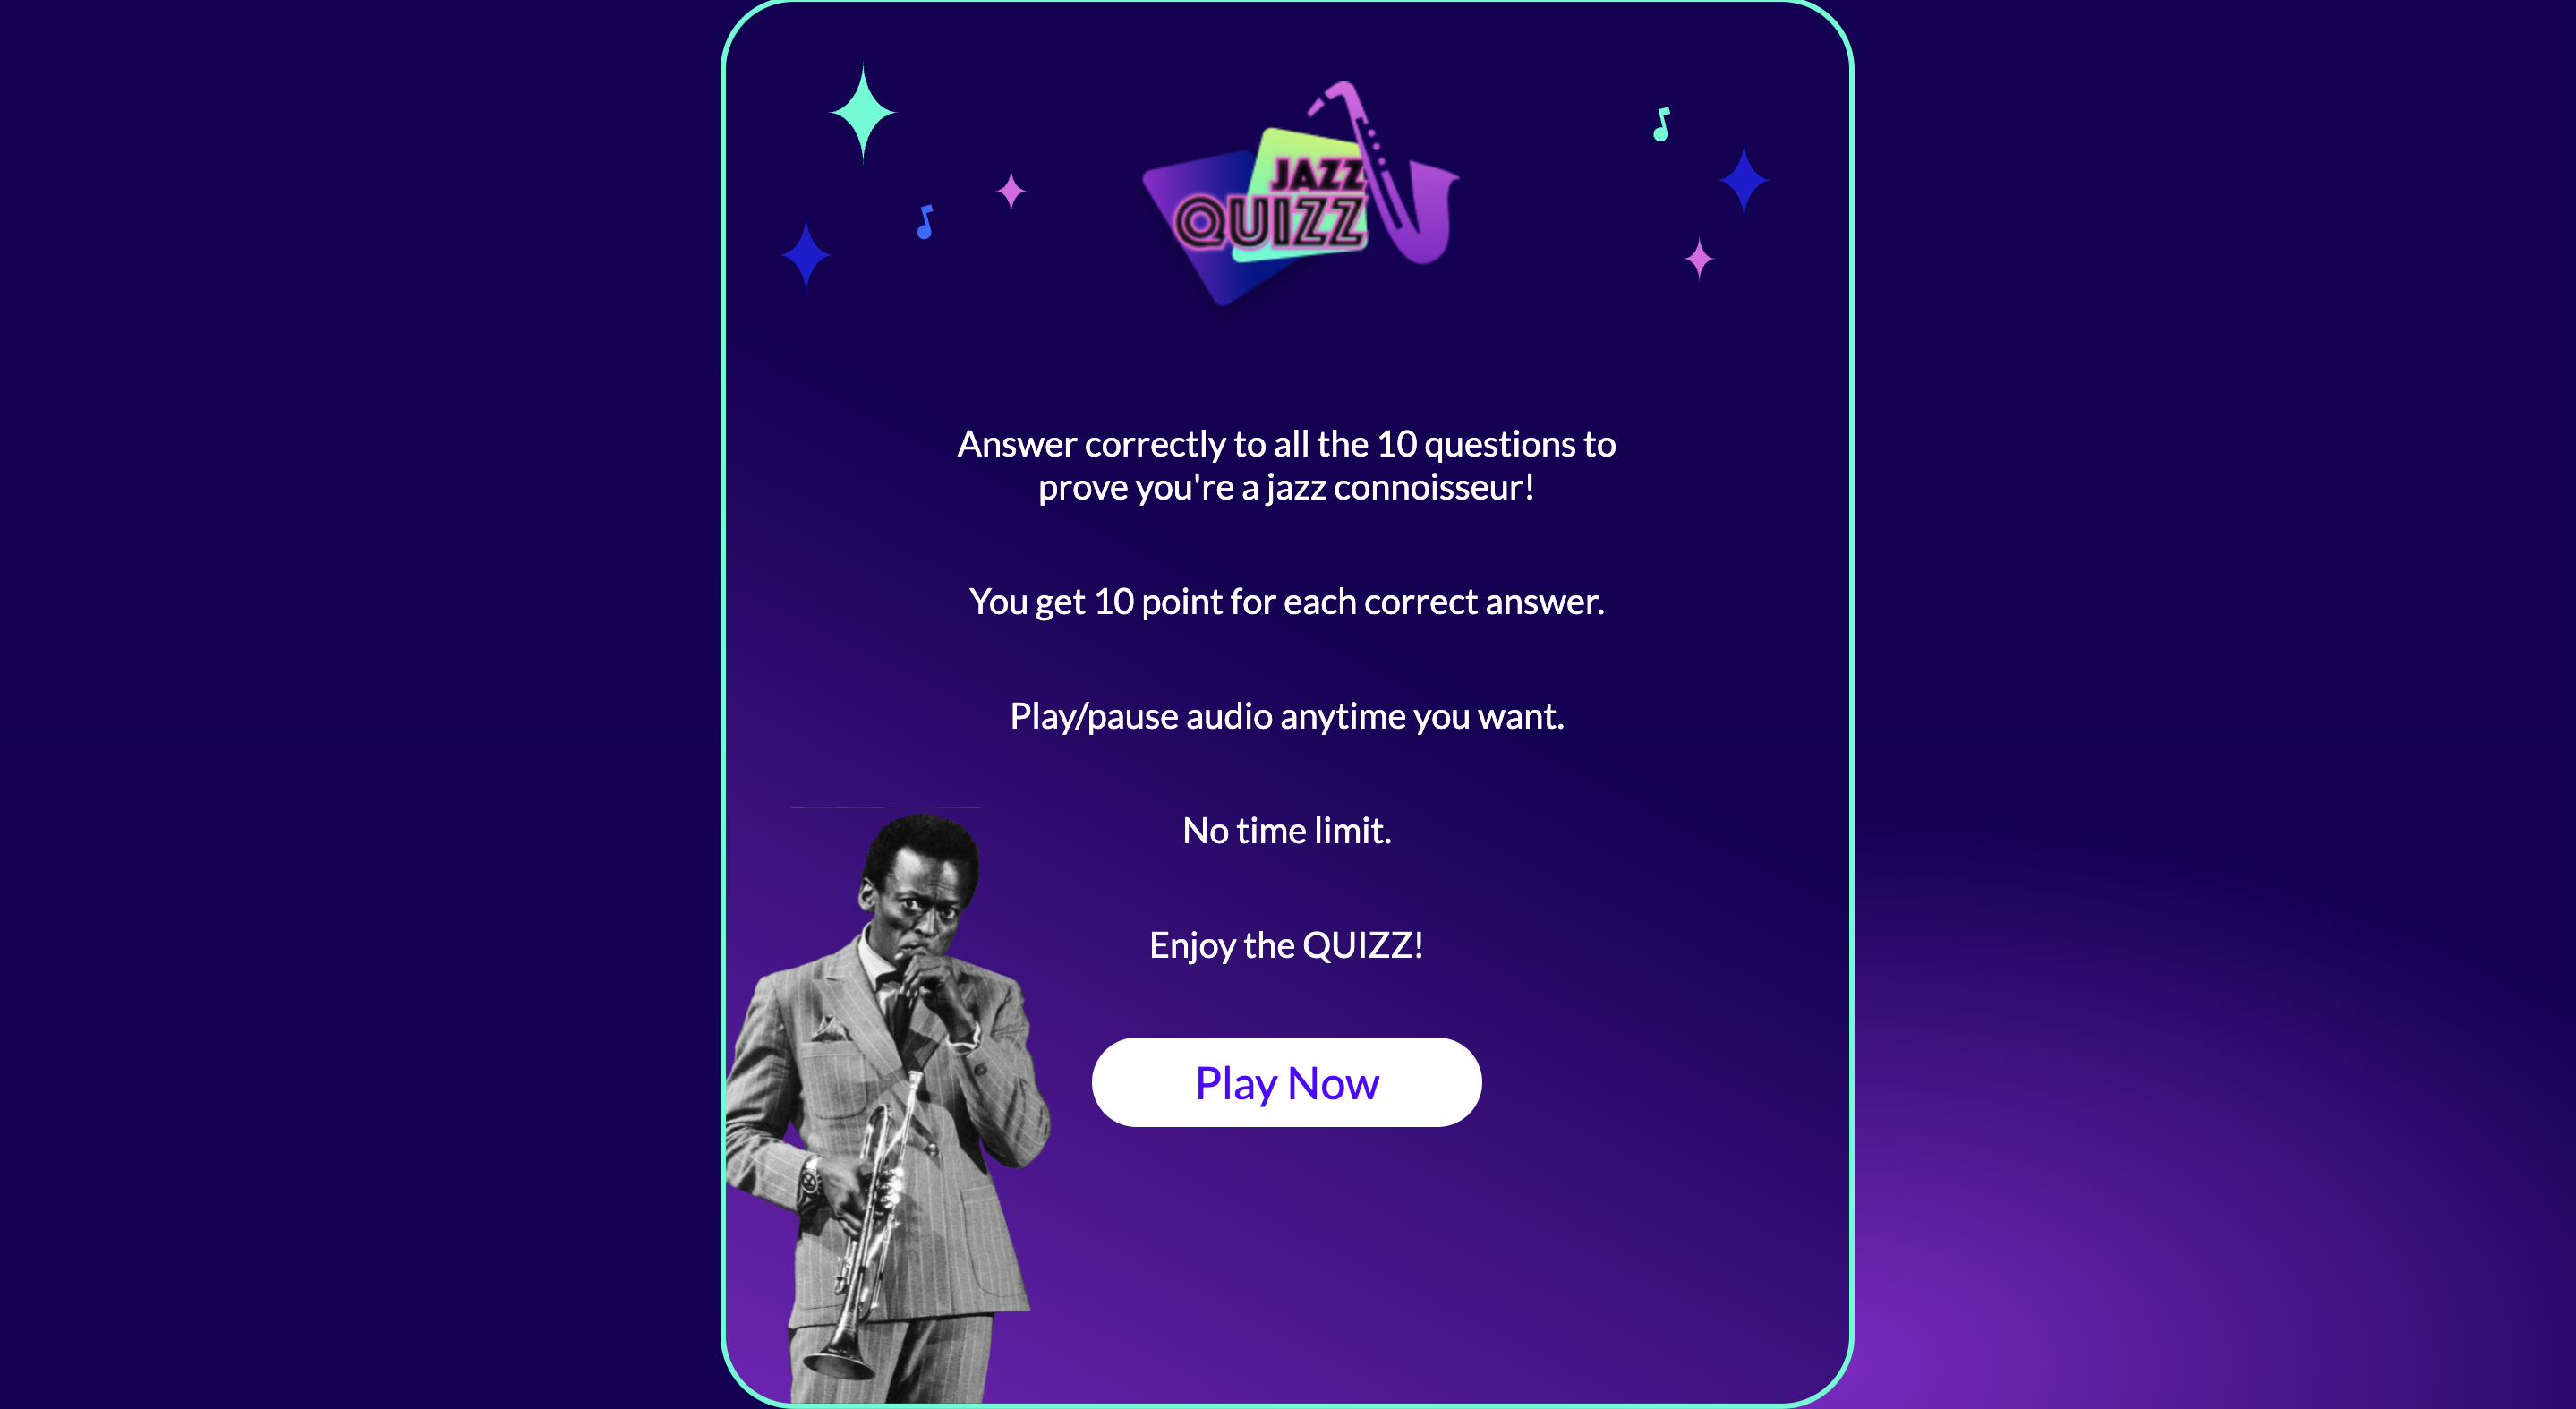 JAZZ
QUIZZ
Answer correctly to all the 10 questions to
prove you're a jazz connoisseur!
You get 10 point for each correct answer.
Play/pause audio anytime you want.
No time limit.
Enjoy the QUIZZ!
Play Now